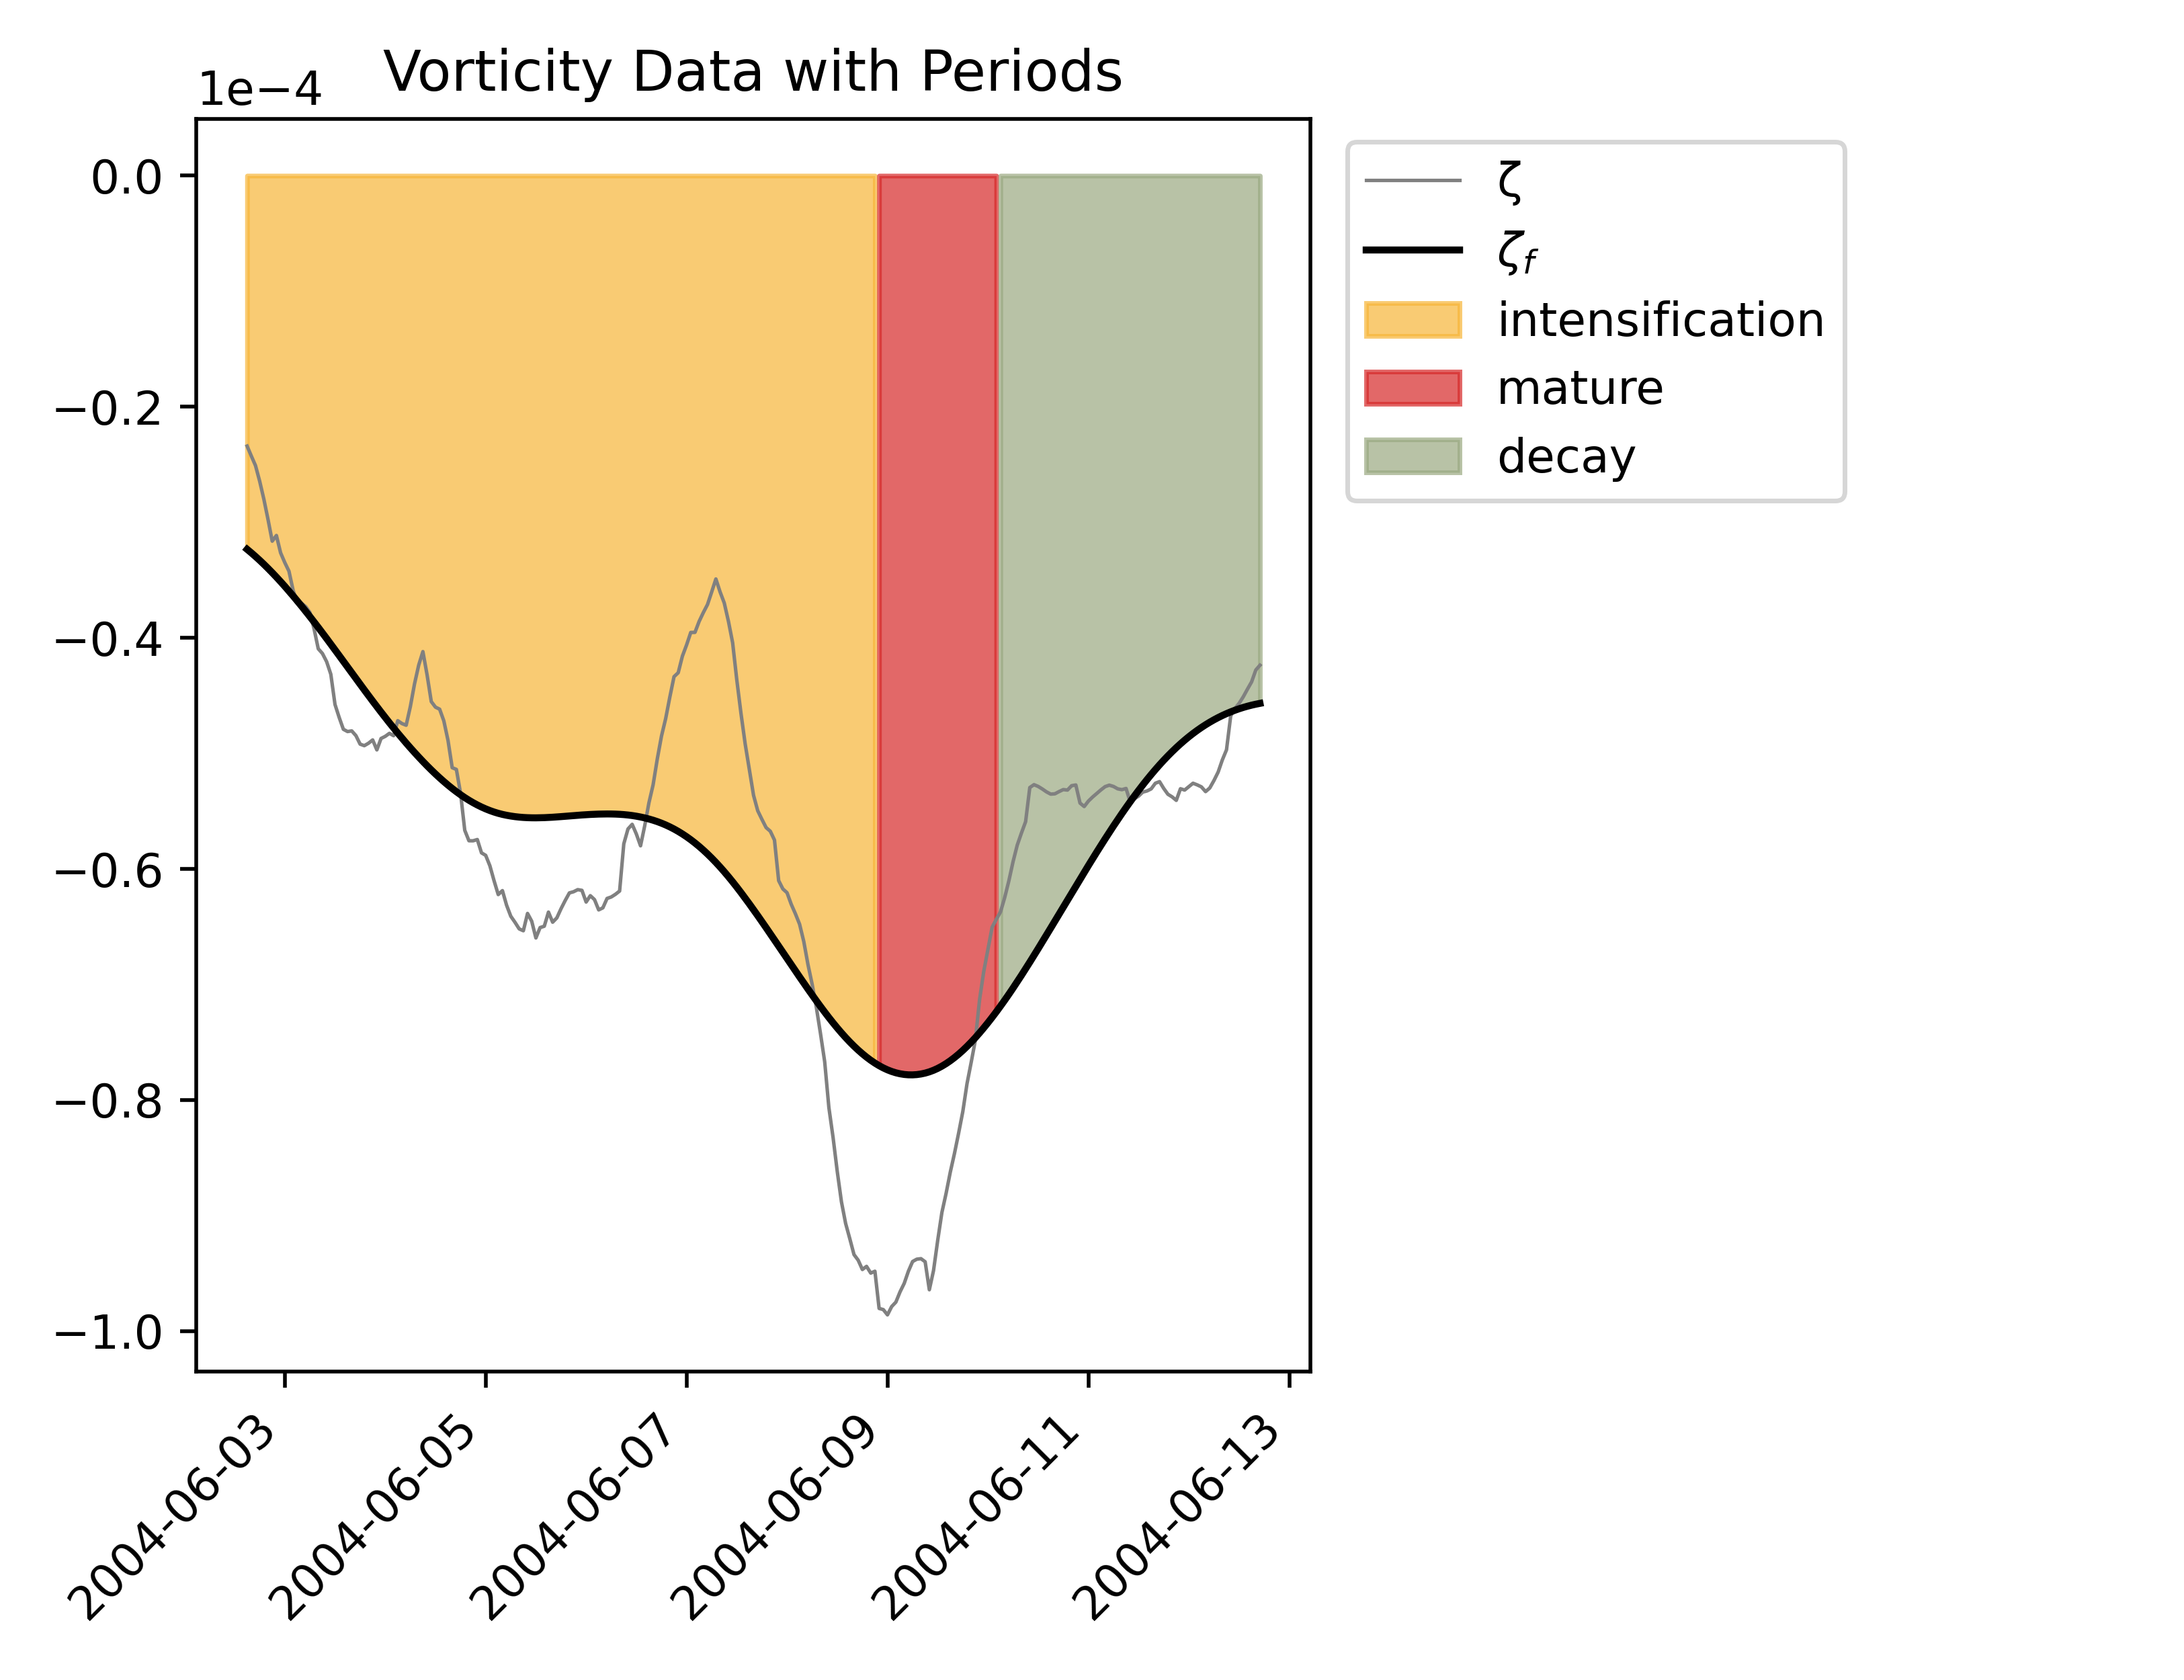 Vorticity Data with Periods
1e−4
0.0
−0.2
−0.4
−0.6
−0.8
−1.0
2004-06-03
2004-06-05
2004-06-07
2004-06-09
2004-06-11
2004-06-13
ζ
ζf
intensification
mature
decay